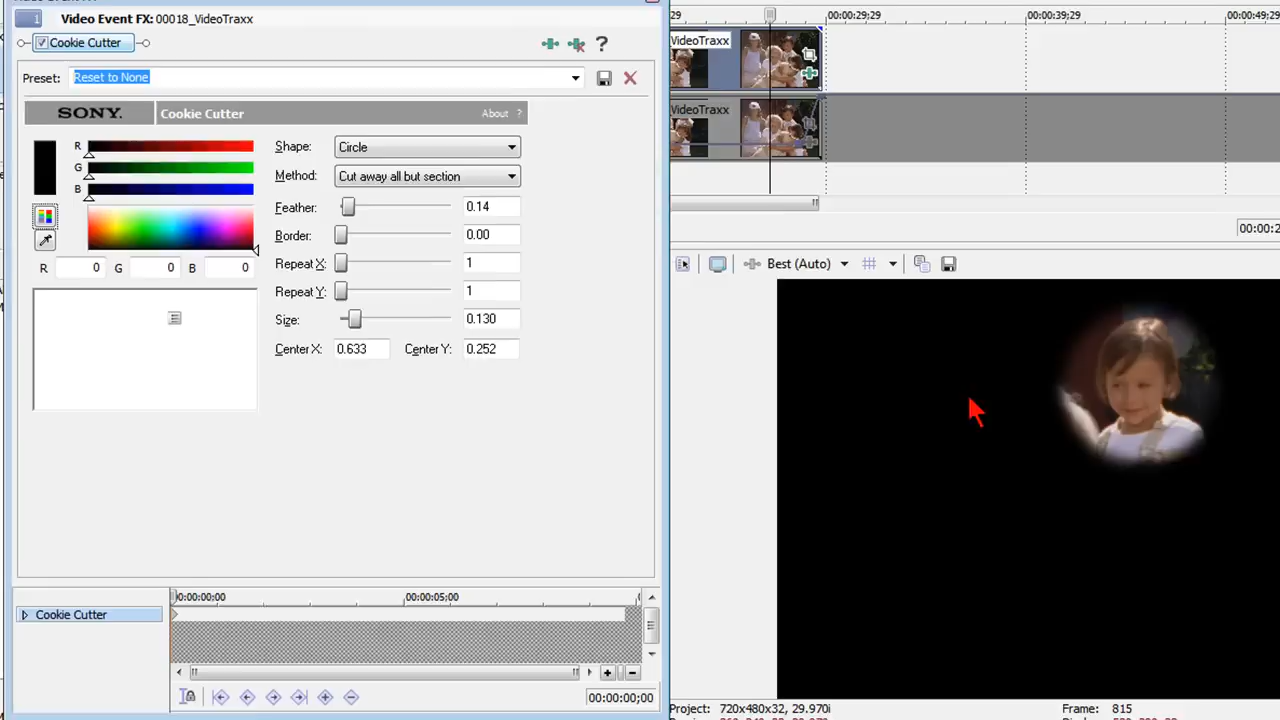 Video Event FX: 00018_VideoTraxx
Cookie Cutter
?
Preset: Reset to None
SONY. Cookie Cutter About ?
R
G
B
R 0 G 0 B 0
Shape: Circle
Method: Cut away all but section
Feather: 0.14
Border: 0.00
Repeat X: 1
Repeat Y: 1
Size: 0.130
Center X: 0.633 Center Y: 0.252
00:00:00;00 00:00:05;00
Cookie Cutter
00:00:00;00
00:00:29;29 00:00:39;29 00:00:49;29
VideoTraxx
VideoTraxx
Best (Auto)
Project: 720x480x32, 29.970i
Frame: 815